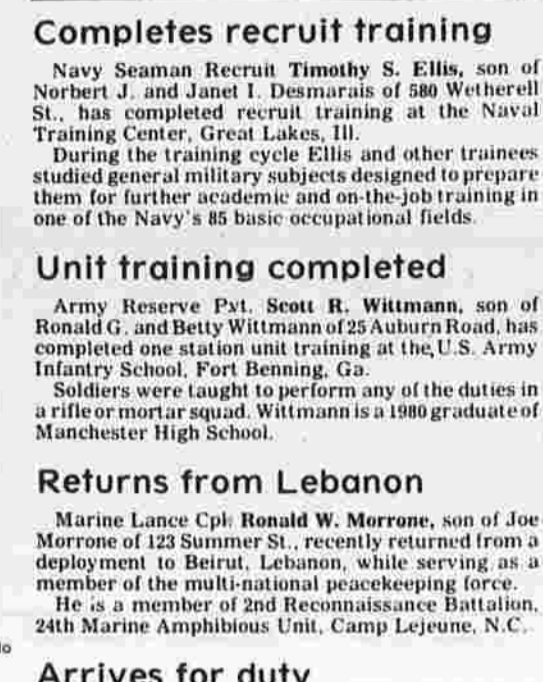 Completes recruit training
Navy Seaman Recruit Timothy S. Ellis, son of
Norbert J. and Janet I. Desmarais of 580 Wetherell
St., has completed recruit training at the Naval
Training Center, Great Lakes, Ill.
During the training cycle Ellis and other trainees
studied general military subjects designed to prepare
them for further academic and on-the-job training in
one of the Navy's 85 basic occupational fields.
Unit training completed
Army Reserve Pvt. Scott R. Wittmann, son of
Ronald G. and Betty Wittmann of 25 Auburn Road, has
completed one station unit training at the U.S. Army
Infantry School, Fort Benning, Ga.
Soldiers were taught to perform any of the duties in
a rifle or mortar squad. Wittmann is a 1980 graduate of
Manchester High School.
Returns from Lebanon
Marine Lance Cpl. Ronald W. Morrone, son of Joe
Morrone of 123 Summer St., recently returned from a
deployment to Beirut, Lebanon, while serving as a
member of the multi-national peacekeeping force.
He is a member of 2nd Reconnaissance Battalion,
24th Marine Amphibious Unit, Camp Lejeune, N.C.
Arrives for duty